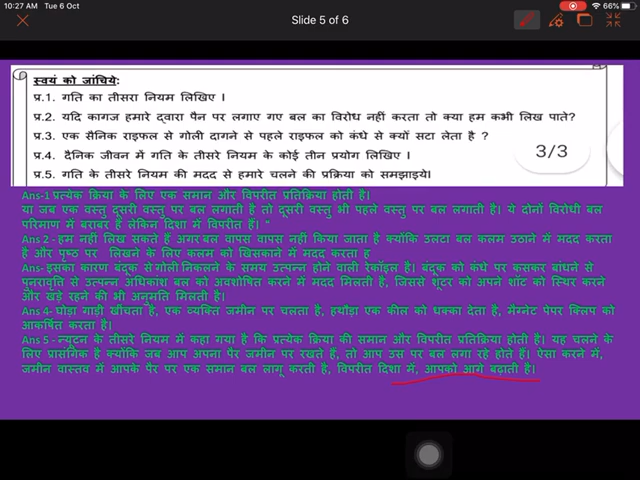 10:27 AM Tue 6 Oct
66%
Slide 5 of 6
स्वयं को जांचियेः
प्र.1. गति का तीसरा नियम लिखिए ।
प्र.2. यदि कागज हमारे द्वारा पैन पर लगाए गए बल का विरोध नहीं करता तो क्या हम कभी लिख पाते?
प्र.3. एक सैनिक राइफल से गोली दागने से पहले राइफल को कंधे से क्यों सटा लेता है ?
प्र.4. दैनिक जीवन में गति के तीसरे नियम के कोई तीन प्रयोग लिखिए ।
3/3
प्र.5. गति के तीसरे नियम की मदद से हमारे चलने की प्रक्रिया को समझाइये।
Ans-1 प्रत्येक क्रिया के लिए एक समान और विपरीत प्रतिक्रिया होती है।
या जब एक वस्तु दूसरी वस्तु पर बल लगाती है तो दूसरी वस्तु भी पहले वस्तु पर बल लगाती है। ये दोनों विरोधी बल
परिमाण में बराबर हैं लेकिन दिशा में विपरीत हैं। "
Ans 2 - हम नहीं लिख सकते हैं अगर बल वापस वापस नहीं किया जाता है क्योंकि उलटा बल कलम उठाने में मदद करता
है और पृष्ठ पर लिखने के लिए कलम को खिसकाने में मदद करता ह
Ans- इसका कारण बंदूक से गोली निकलने के समय उत्पन्न होने वाली रेकॉइल है। बंदूक को कंधे पर कसकर बांधने से
पुनरावृति से उत्पन्न अधिकांश बल को अवशोषित करने में मदद मिलती है, जिससे शूटर को अपने शॉट को स्थिर करने
और खड़े रहने की भी अनुमति मिलती है।
Ans 4- घोड़ा गाड़ी खींचता है, एक व्यक्ति जमीन पर चलता है, हथौड़ा एक कील को धक्का देता है, मैग्नेट पेपर क्लिप को
आकर्षित करता है।
Ans 5 - न्यूटन के तीसरे नियम में कहा गया है कि प्रत्येक क्रिया की समान और विपरीत प्रतिक्रिया होती है। यह चलने के
लिए प्रासंगिक है क्योंकि जब आप अपना पैर जमीन पर रखते हैं, तो आप उस पर बल लगा रहे होते हैं। ऐसा करने में,
जमीन वास्तव में आपके पैर पर एक समान बल लागू करती है, विपरीत दिशा में, आपको आगे बढ़ाती है।